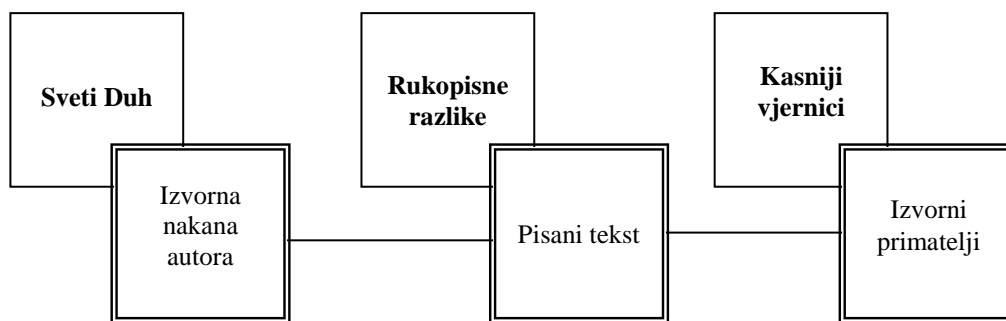 Sveti Duh
Rukopisne
razlike
Kasniji
vjernici
Izvorna
nakana
autora
Pisani tekst
Izvorni
primatelji